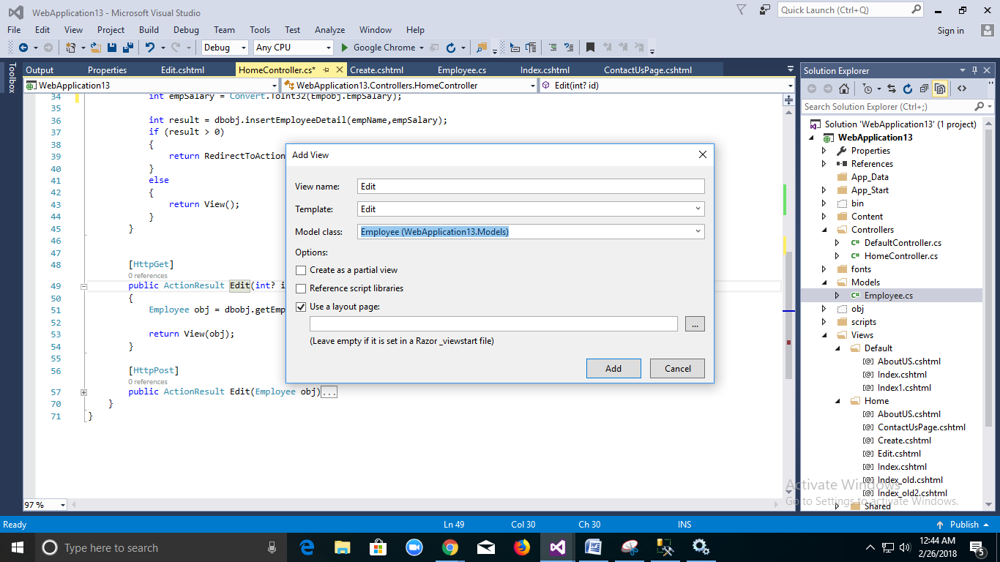 WebApplication13 - Microsoft Visual Studio
Quick Launch (Ctrl+Q)
File Edit View Project Build Debug Team Tools Test Analyze Window Help
Sign in
Debug Any CPU Google Chrome
Toolbox
Output Properties Edit.cshtml HomeController.cs* Create.cshtml Employee.cs Index.cshtml ContactUsPage.cshtml
WebApplication13 WebApplication13.Controllers.HomeController Edit(int? id)
34 int empSalary = Convert.ToInt32(Empobj.EmpSalary);
35
36 int result = dbobj.insertEmployeeDetail(empName,empSalary);
37 if (result > 0)
38 {
39 return RedirectToAction
40 }
41 else
42 {
43 return View();
44 }
45 }
46
47
48 [HttpGet]
0 references
49 public ActionResult Edit(int? i
50 {
51 Employee obj = dbobj.getEmp
52
53 return View(obj);
54 }
55
56 [HttpPost]
0 references
57 public ActionResult Edit(Employee obj)...
70 }
71 }
97 %
Add View
View name: Edit
Template: Edit
Model class: Employee (WebApplication13.Models)
Options:
Create as a partial view
Reference script libraries
Use a layout page:
...
(Leave empty if it is set in a Razor _viewstart file)
Add Cancel
Solution Explorer
Search Solution Explorer (Ctrl+;)
Solution 'WebApplication13' (1 project)
WebApplication13
Properties
References
App_Data
App_Start
bin
Content
Controllers
C# DefaultController.cs
C# HomeController.cs
fonts
Models
C# Employee.cs
obj
scripts
Views
Default
[@] AboutUS.cshtml
[@] Index.cshtml
[@] Index1.cshtml
Home
[@] AboutUS.cshtml
[@] ContactUsPage.cshtml
[@] Create.cshtml
[@] Edit.cshtml
[@] Index.cshtml
[@] Index_old.cshtml
[@] Index_old2.cshtml
Shared
Activate Windows
Go to Settings to activate Windows.
Ready Ln 49 Col 30 Ch 30 INS Publish
Type here to search
12:44 AM
2/26/2018
5